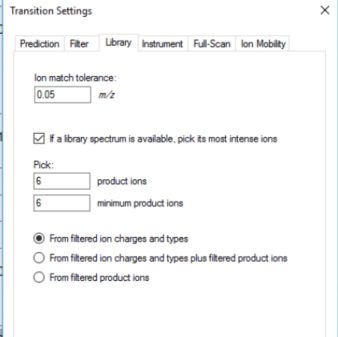 Transition Settings
Prediction Filter Library Instrument Full-Scan Ion Mobility
Ion match tolerance:
0.05 m/z
If a library spectrum is available, pick its most intense ions
Pick:
6 product ions
6 minimum product ions
From filtered ion charges and types
From filtered ion charges and types plus filtered product ions
From filtered product ions